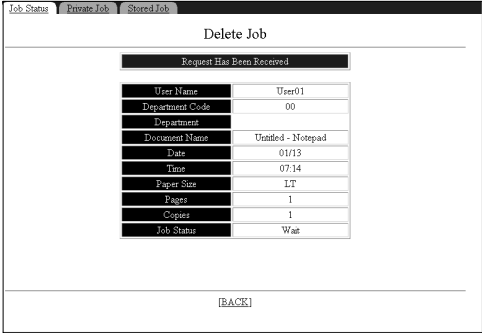 Job Status Private Job Stored Job
Delete Job
Request Has Been Received
User Name User01
Department Code 00
Department
Document Name Untitled - Notepad
Date 01/13
Time 07:14
Paper Size LT
Pages 1
Copies 1
Job Status Wait
[BACK]